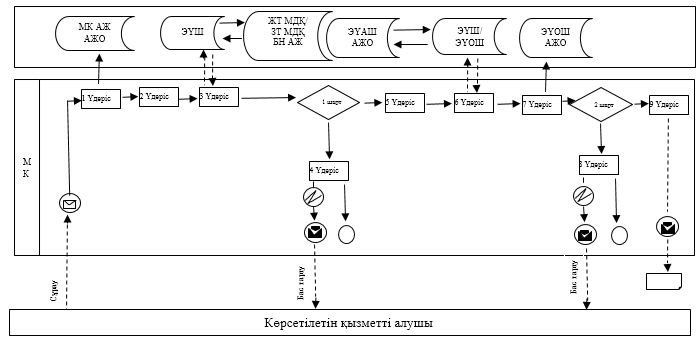 МК АЖ
АЖО
ЭҮШ
ЖТ МДҚ/
ЗТ МДҚ
БН АЖ
ЭҮАШ
АЖО
ЭҮШ/
ЭҮОШ
ЭҮОШ
АЖО
1 Үдеріс
2 Үдеріс
3 Үдеріс
1 шарт
5 Үдеріс
6 Үдеріс
7 Үдеріс
2 шарт
9 Үдеріс
М
К
4 Үдеріс
8 Үдеріс
Сұрау
Бас тарту
Бас тарту
Көрсетілетін қызметті алушы